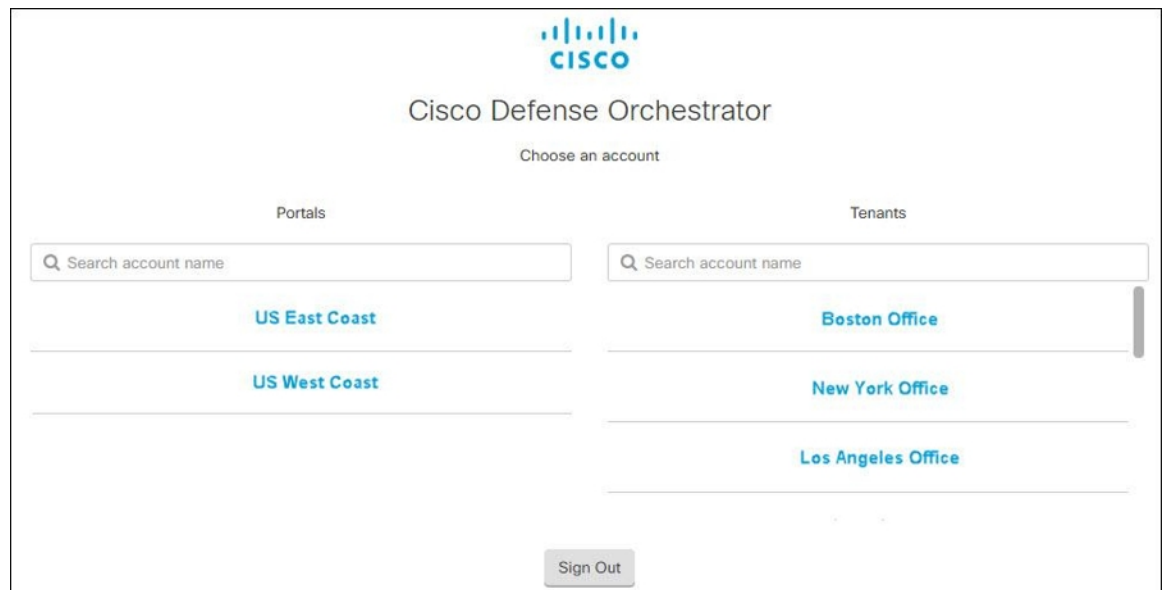 CISCO
Cisco Defense Orchestrator
Choose an account
Portals
Search account name
US East Coast
US West Coast
Tenants
Search account name
Boston Office
New York Office
Los Angeles Office
Sign Out